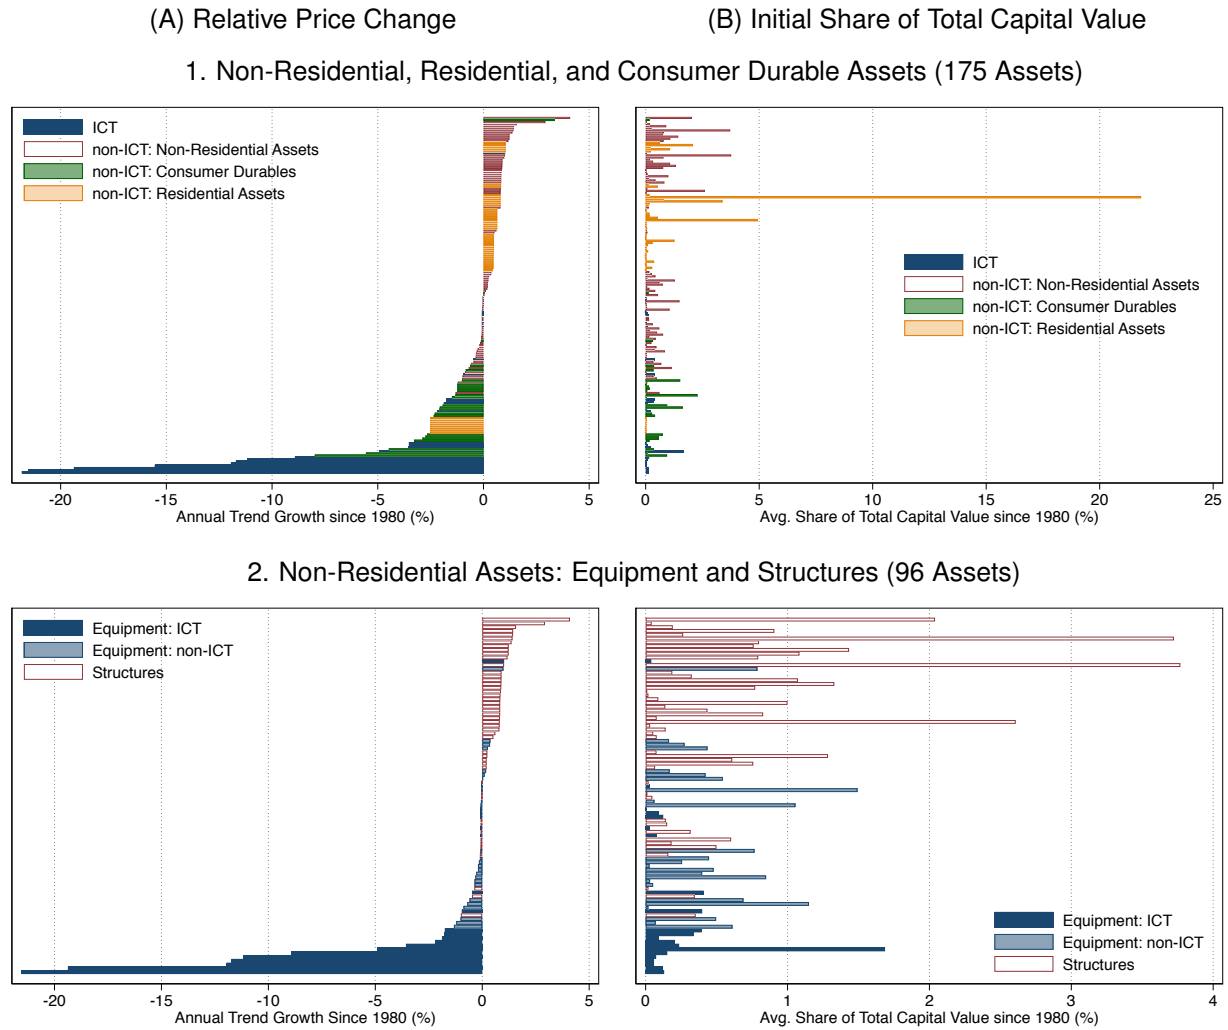 (A) Relative Price Change
(B) Initial Share of Total Capital Value
1. Non-Residential, Residential, and Consumer Durable Assets (175 Assets)
ICT
non-ICT: Non-Residential Assets
non-ICT: Consumer Durables
non-ICT: Residential Assets
-20 -15 -10 -5 0 5
Annual Trend Growth since 1980 (%)
ICT
non-ICT: Non-Residential Assets
non-ICT: Consumer Durables
non-ICT: Residential Assets
0 5 10 15 20 25
Avg. Share of Total Capital Value since 1980 (%)
2. Non-Residential Assets: Equipment and Structures (96 Assets)
Equipment: ICT
Equipment: non-ICT
Structures
-20 -15 -10 -5 0 5
Annual Trend Growth Since 1980 (%)
Equipment: ICT
Equipment: non-ICT
Structures
0 1 2 3 4
Avg. Share of Total Capital Value since 1980 (%)